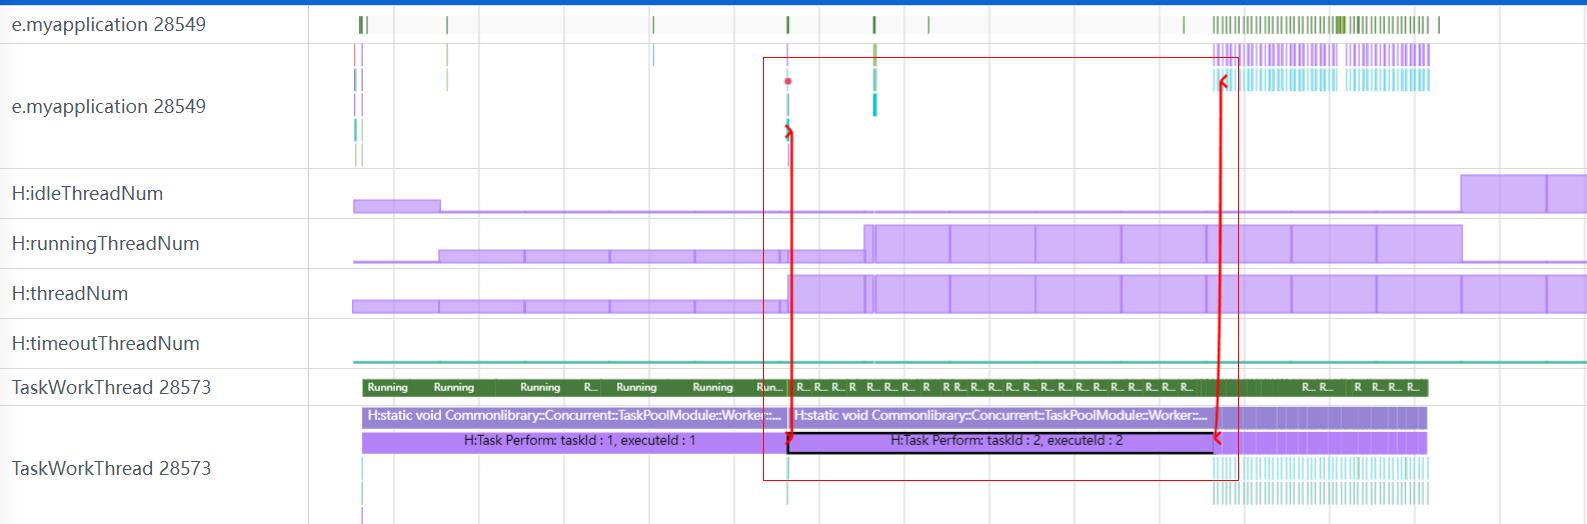 e.myapplication 28549
e.myapplication 28549
H:idleThreadNum
H:runningThreadNum
H:threadNum
H:timeoutThreadNum
TaskWorkThread 28573
Running Running Running R... Running Running Run... R... R... R... R R... R... R... R R R... R... R... R... R... R... R... R... R... R... R... R... R... R... R... R R... R... R...
H:static void Commonlibrary::Concurrent::TaskPoolModule::Worker::... H:static void Commonlibrary::Concurrent::TaskPoolModule::Worker::...
H:Task Perform: taskId : 1, executeId : 1 H:Task Perform: taskId : 2, executeId : 2
TaskWorkThread 28573